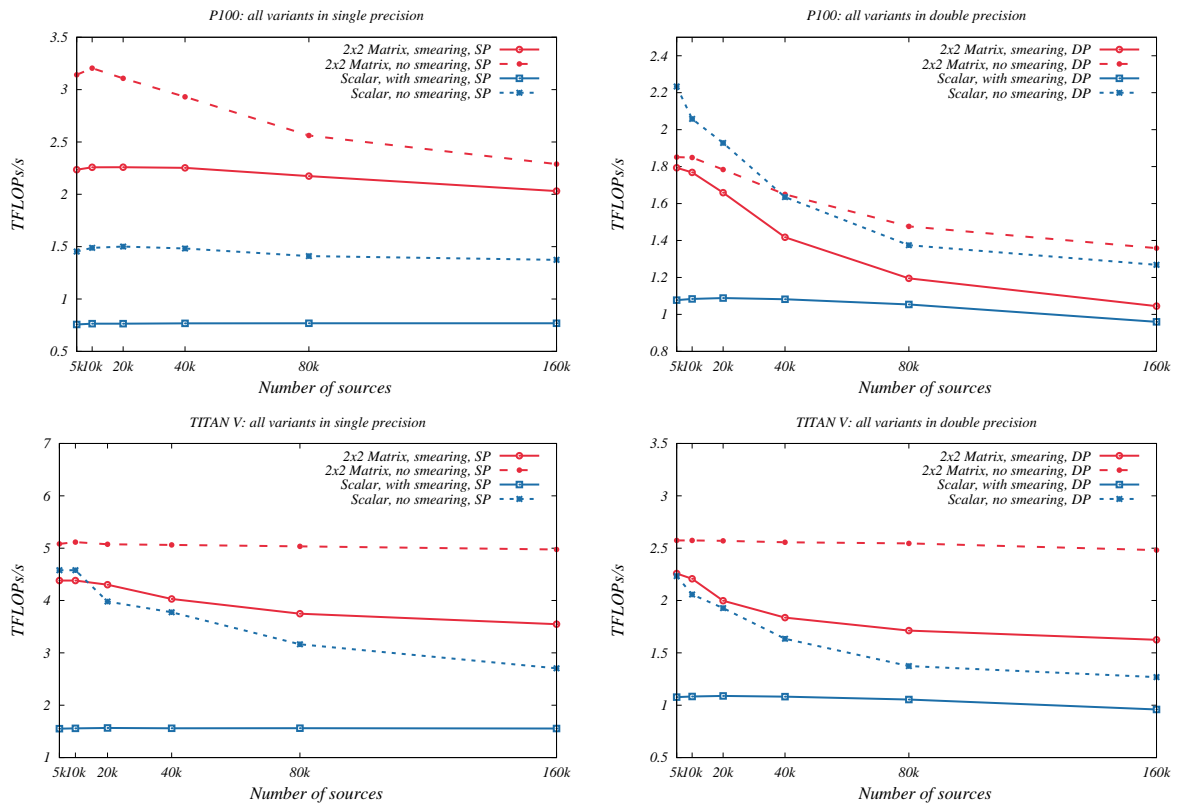 P100: all variants in single precision
3.5
3
2.5
2
1.5
1
0.5
TFLOPs/s
2x2 Matrix, smearing, SP
2x2 Matrix, no smearing, SP
Scalar, with smearing, SP
Scalar, no smearing, SP
5k 10k 20k 40k 80k 160k
Number of sources
P100: all variants in double precision
2.4
2.2
2
1.8
1.6
1.4
1.2
1
0.8
TFLOPs/s
2x2 Matrix, smearing, DP
2x2 Matrix, no smearing, DP
Scalar, with smearing, DP
Scalar, no smearing, DP
5k 10k 20k 40k 80k 160k
Number of sources
TITAN V: all variants in single precision
7
6
5
4
3
2
1
TFLOPs/s
2x2 Matrix, smearing, SP
2x2 Matrix, no smearing, SP
Scalar, with smearing, SP
Scalar, no smearing, SP
5k 10k 20k 40k 80k 160k
Number of sources
TITAN V: all variants in double precision
3.5
3
2.5
2
1.5
1
0.5
TFLOPs/s
2x2 Matrix, smearing, DP
2x2 Matrix, no smearing, DP
Scalar, with smearing, DP
Scalar, no smearing, DP
5k 10k 20k 40k 80k 160k
Number of sources